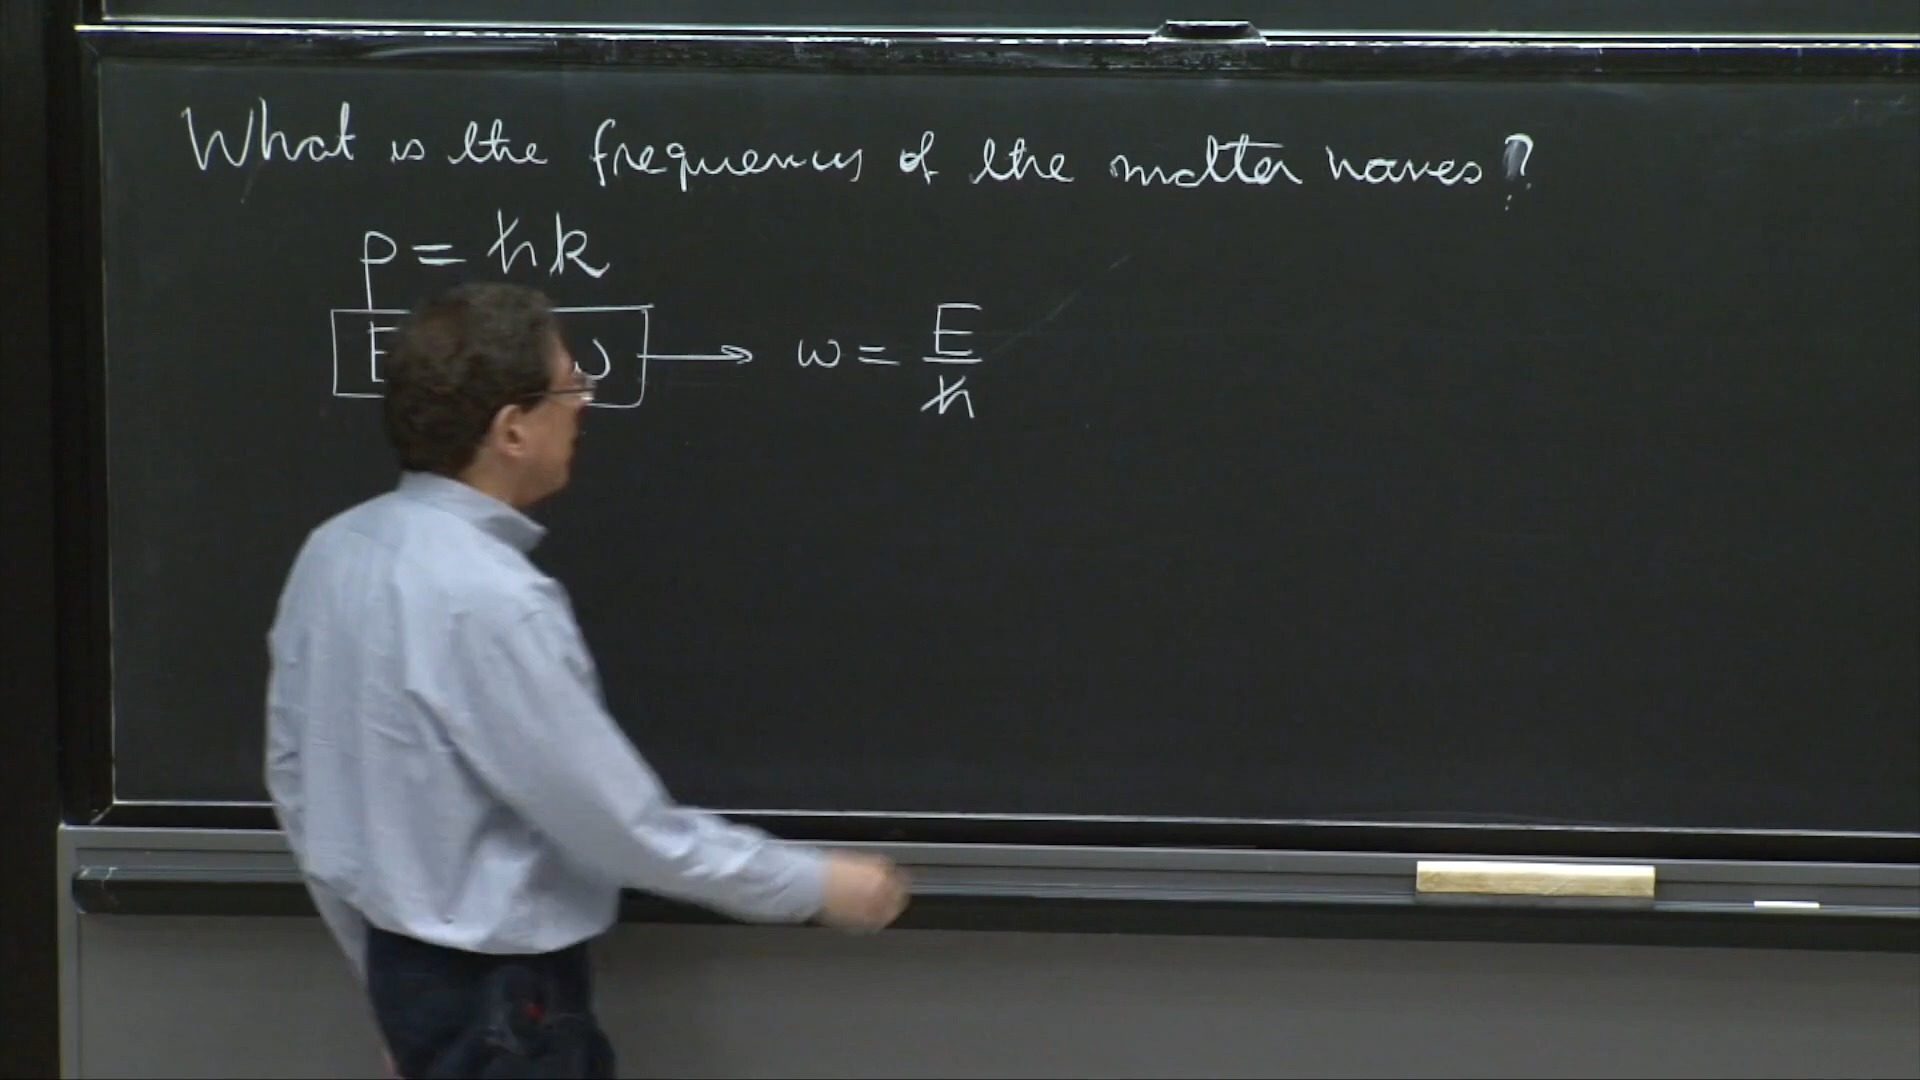 What is the frequency of the matter waves?
p = ħk
E ω → ω = E/ħ